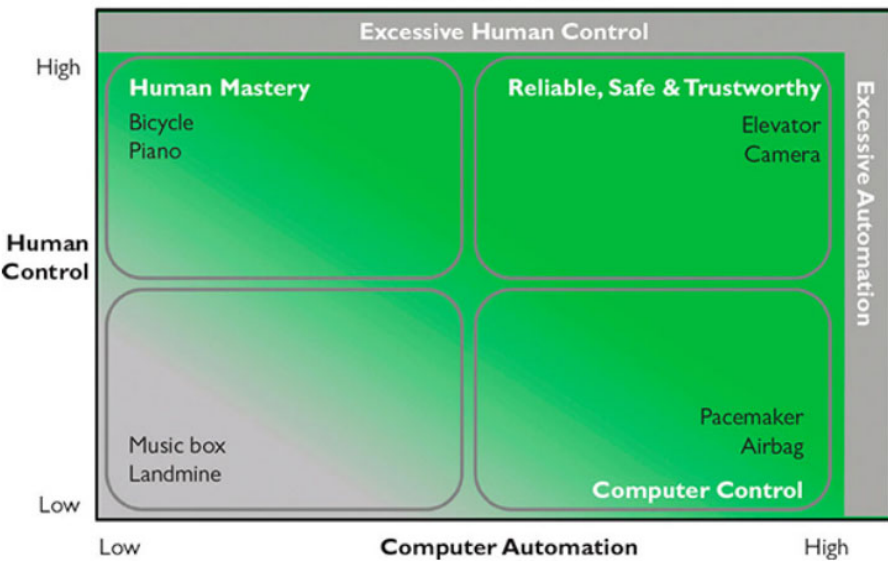 Excessive Human Control
High
Human Mastery
Bicycle
Piano
Reliable, Safe & Trustworthy
Elevator
Camera
Excessive Automation
Human
Control
Music box
Landmine
Pacemaker
Airbag
Computer Control
Low
Low
Computer Automation
High